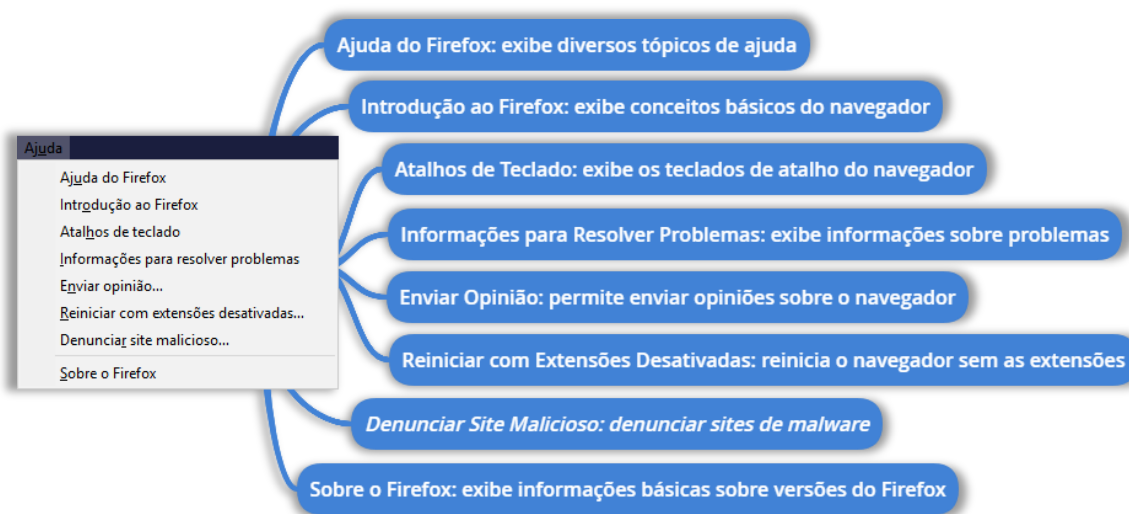 Ajuda
Ajuda do Firefox
Introdução ao Firefox
Atalhos de teclado
Informações para resolver problemas
Enviar opinião...
Reiniciar com extensões desativadas...
Denunciar site malicioso...
Sobre o Firefox
Ajuda do Firefox: exibe diversos tópicos de ajuda
Introdução ao Firefox: exibe conceitos básicos do navegador
Atalhos de Teclado: exibe os teclados de atalho do navegador
Informações para Resolver Problemas: exibe informações sobre problemas
Enviar Opinião: permite enviar opiniões sobre o navegador
Reiniciar com Extensões Desativadas: reinicia o navegador sem as extensões
Denunciar Site Malicioso: denunciar sites de malware
Sobre o Firefox: exibe informações básicas sobre versões do Firefox